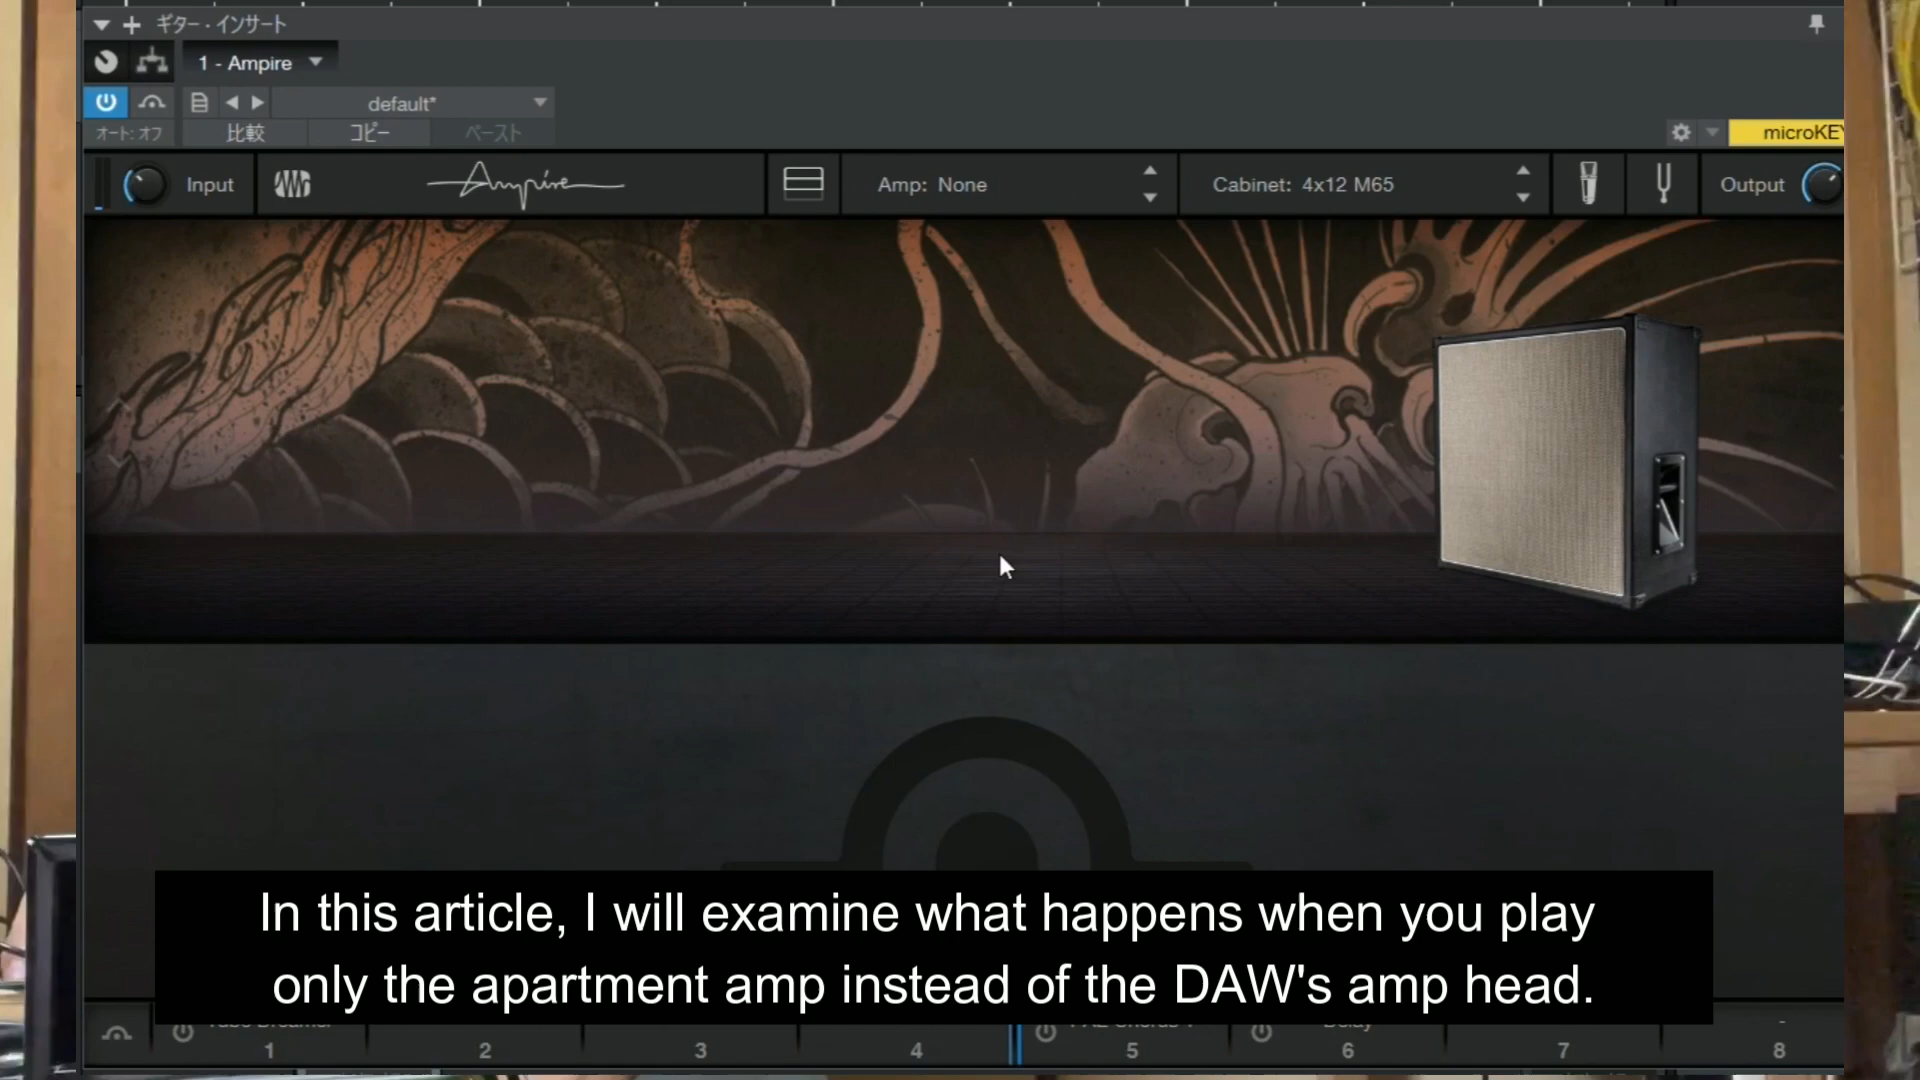 ギター・インサート
1 - Ampire
default*
オート: オフ 比較 コピー ペースト
microKEY
Input Ampire Amp: None Cabinet: 4x12 M65 Output
In this article, I will examine what happens when you play
only the apartment amp instead of the DAW's amp head.
Delay
-
1 2 3 4 5 6 7 8